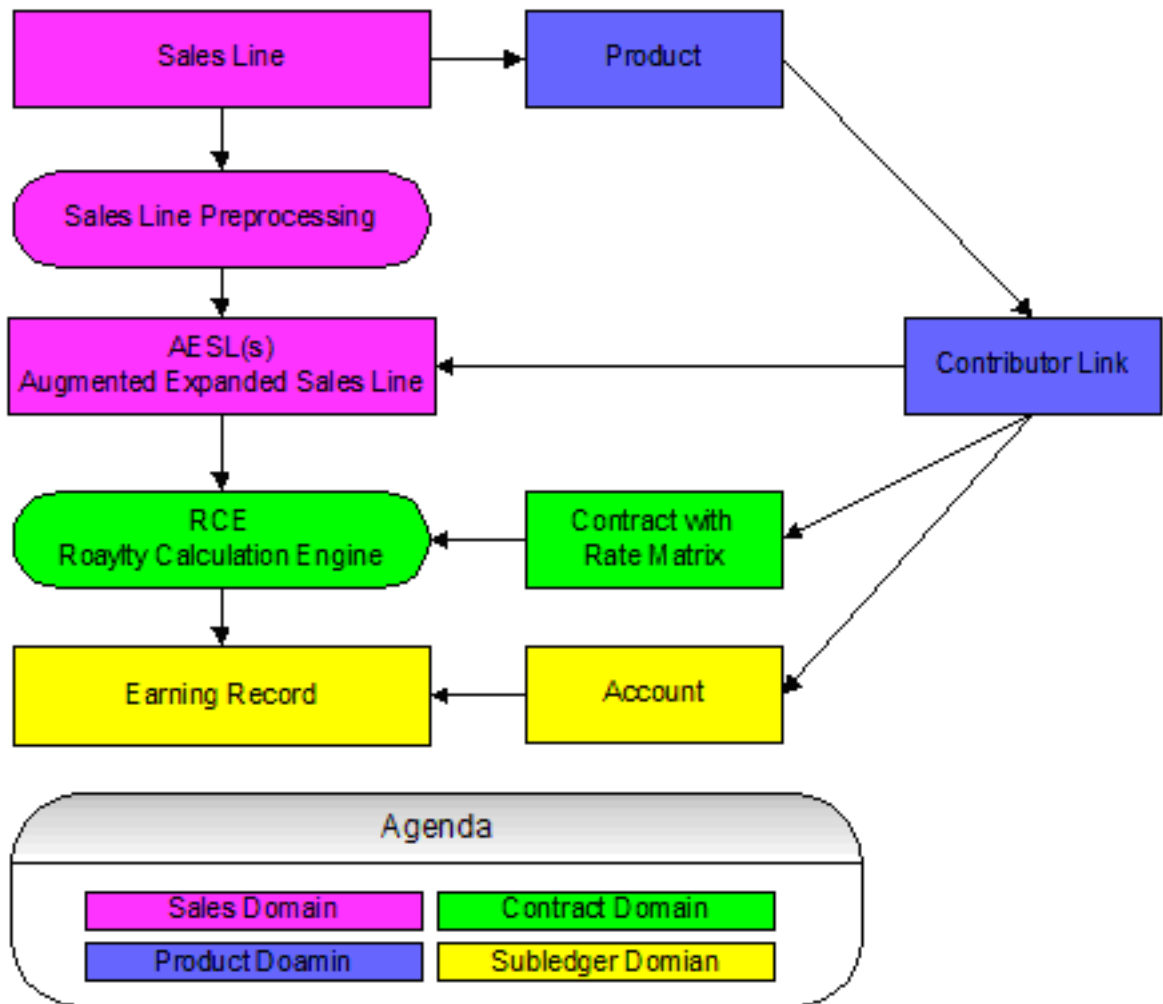 Sales Line
Product
Sales Line Preprocessing
AESL(s)
Augmented Expanded Sales Line
Contributor Link
RCE
Roaylty Calculation Engine
Contract with
Rate Matrix
Earning Record
Account
Agenda
Sales Domain
Contract Domain
Product Doamin
Subledger Domian